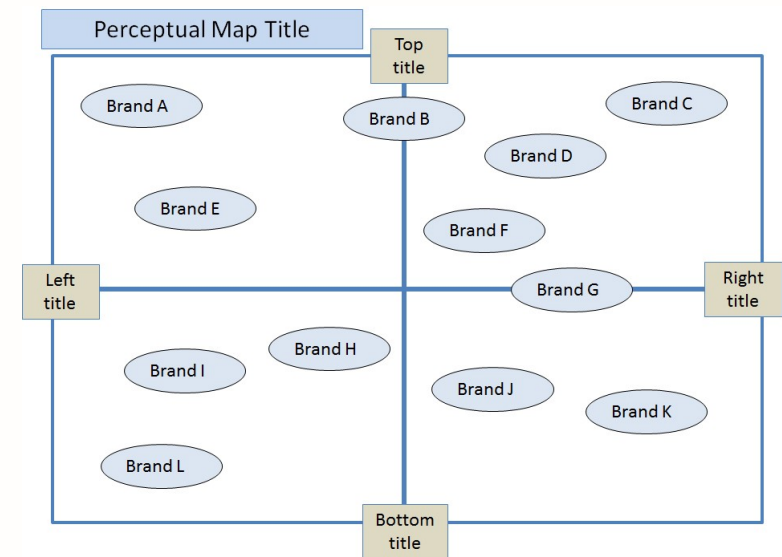 Perceptual Map Title
Top
title
Brand A
Brand B
Brand C
Brand D
Brand E
Brand F
Left
title
Brand G
Right
title
Brand H
Brand I
Brand J
Brand K
Brand L
Bottom
title